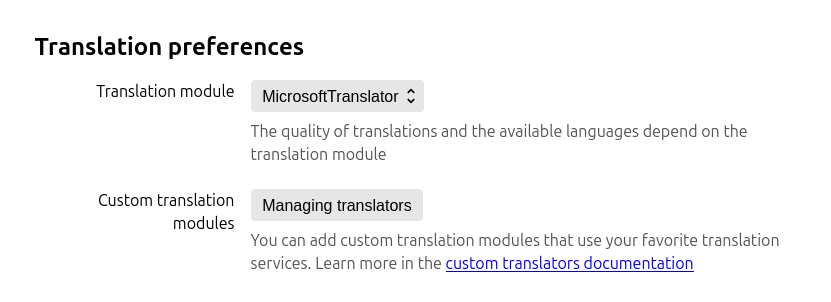 Translation preferences
Translation module
MicrosoftTranslator
The quality of translations and the available languages depend on the
translation module
Custom translation
modules
Managing translators
You can add custom translation modules that use your favorite translation
services. Learn more in the custom translators documentation